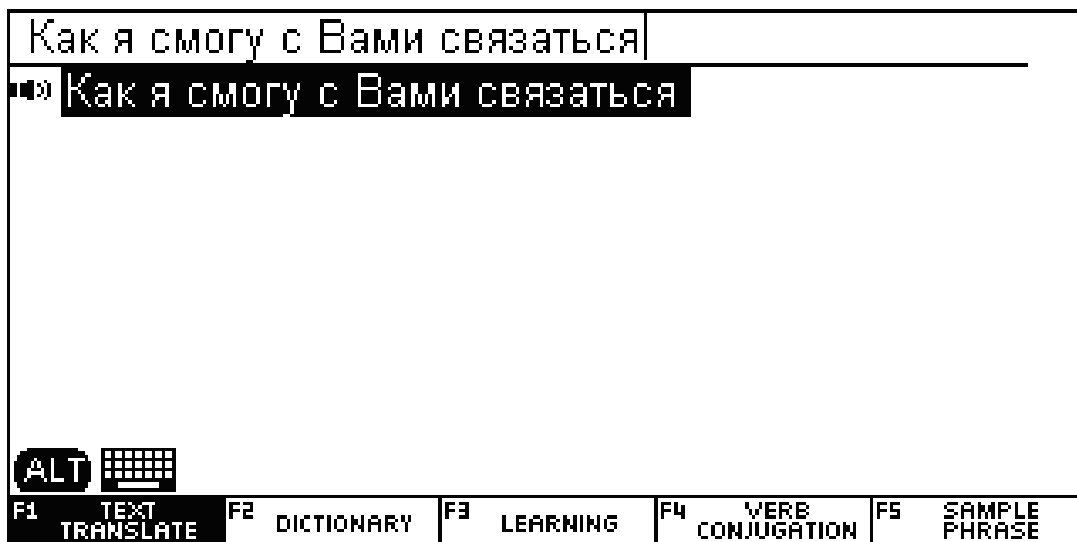 Как я смогу с Вами связаться
Как я смогу с Вами связаться
ALT
F1 TEXT TRANSLATE F2 DICTIONARY F3 LEARNING F4 VERB CONJUGATION F5 SAMPLE PHRASE